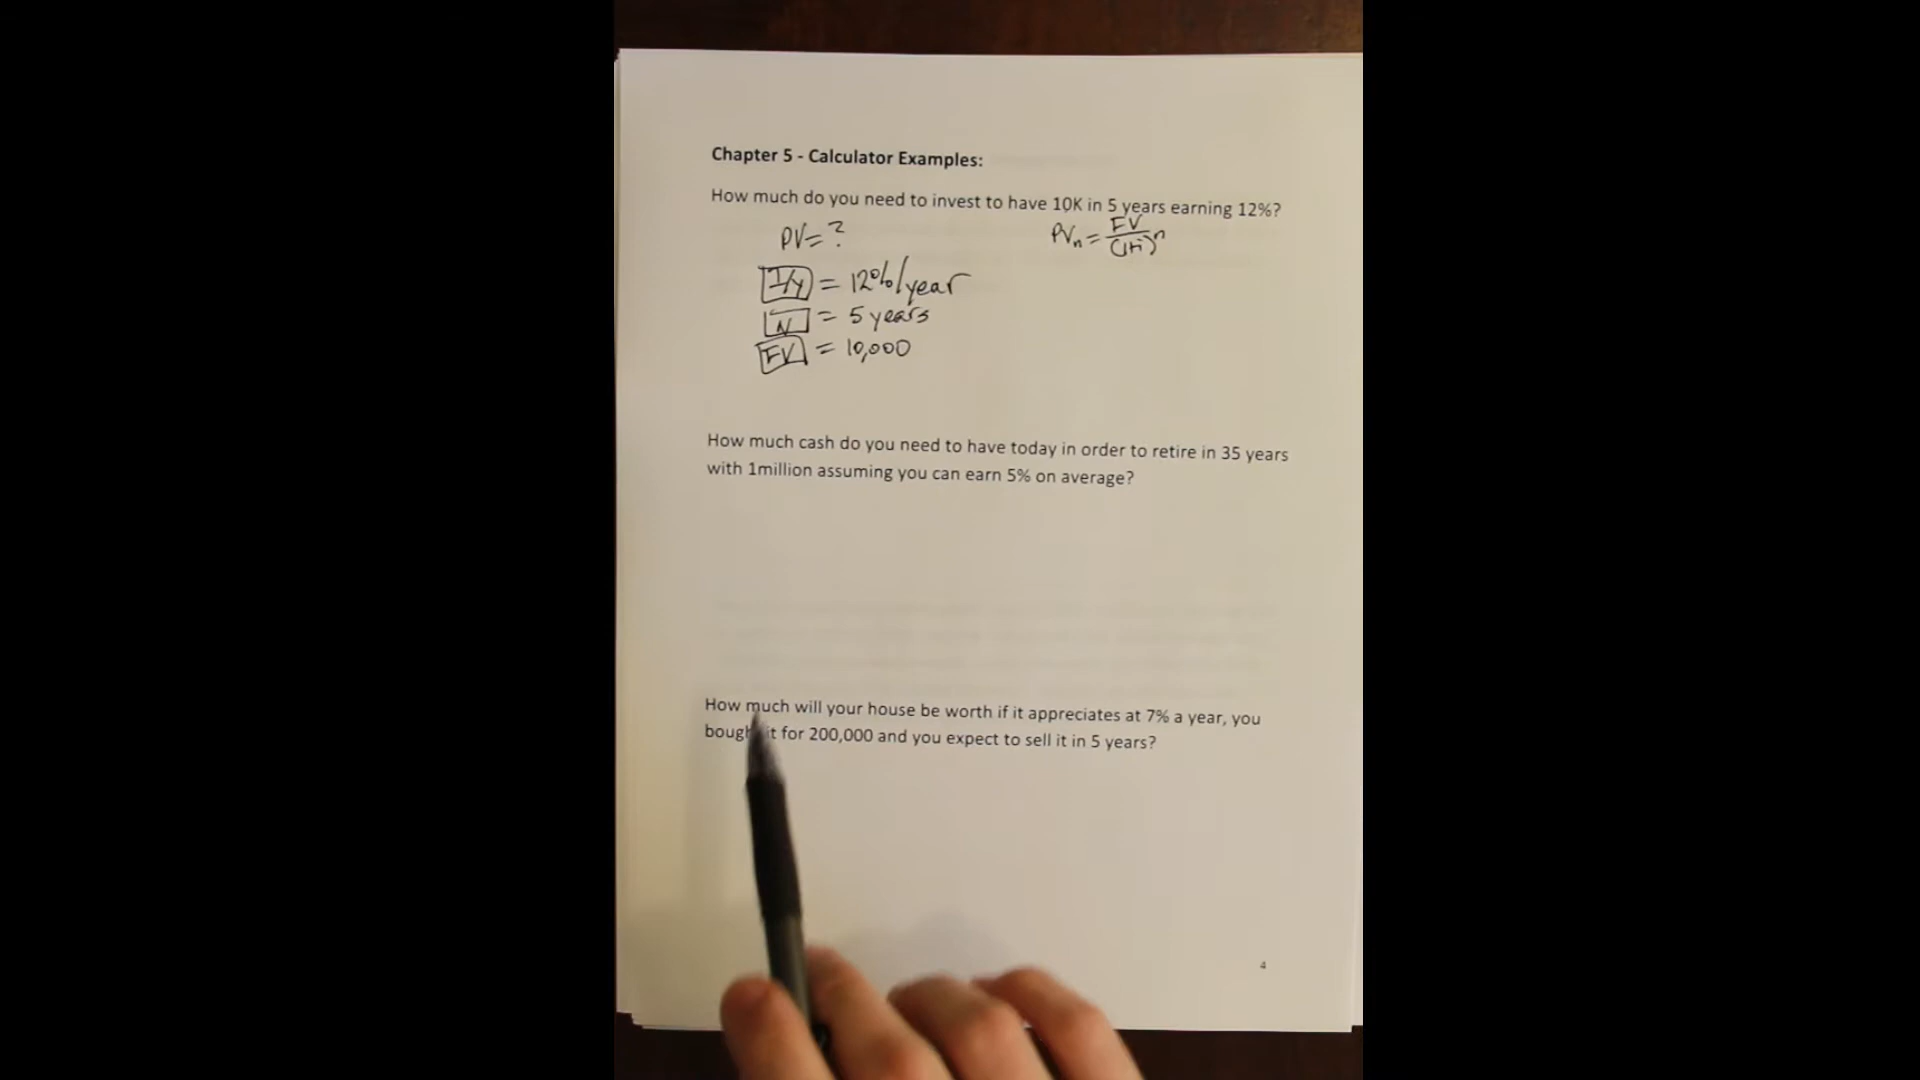 Chapter 5 - Calculator Examples:
How much do you need to invest to have 10K in 5 years earning 12%?
PV=?
PVn = FV/(1+i)^n
I/Y = 12%/year
N = 5 years
FV = 10,000
How much cash do you need to have today in order to retire in 35 years
with 1million assuming you can earn 5% on average?
How much will your house be worth if it appreciates at 7% a year, you
bought it for 200,000 and you expect to sell it in 5 years?
4